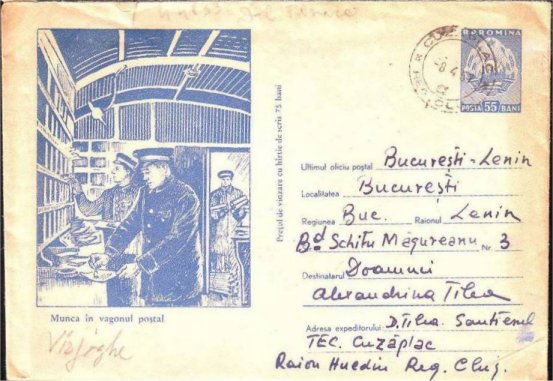 R.P.ROMINA
POSTA 55 BANI
Prețul de vînzare cu hîrtie de scris 75 bani
Ultimul oficiu poștal București-Lenin
Localitatea București
Regiunea Buc. Raionul Lenin
Bd Schitu Măgureanu Nr. 3
Destinatarul Doamnei
Alexandrina Tilea
Adresa expeditorului D. Tilea. Șantierul
TEC. Cuzăplac
Raion Huedin Reg. Cluj.
Munca în vagonul poștal